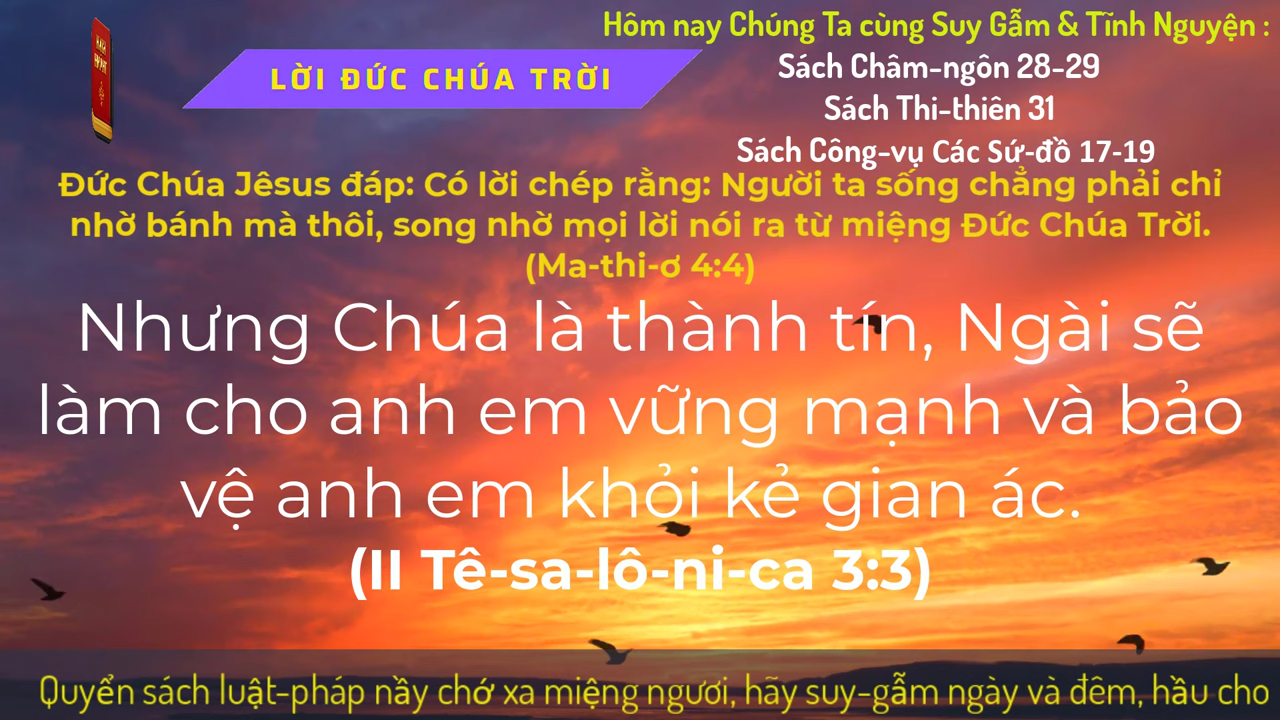 Hôm nay Chúng Ta cùng Suy Gẫm & Tĩnh Nguyện :
LỜI ĐỨC CHÚA TRỜI
Sách Châm-ngôn 28-29
Sách Thi-thiên 31
Sách Công-vụ Các Sứ-đồ 17-19
Đức Chúa Jêsus đáp: Có lời chép rằng: Người ta sống chẳng phải chỉ
nhờ bánh mà thôi, song nhờ mọi lời nói ra từ miệng Đức Chúa Trời.
(Ma-thi-ơ 4:4)
Nhưng Chúa là thành tín, Ngài sẽ
làm cho anh em vững mạnh và bảo
vệ anh em khỏi kẻ gian ác.
(II Tê-sa-lô-ni-ca 3:3)
Quyển sách luật-pháp nầy chớ xa miệng ngươi, hãy suy-gẫm ngày và đêm, hầu cho